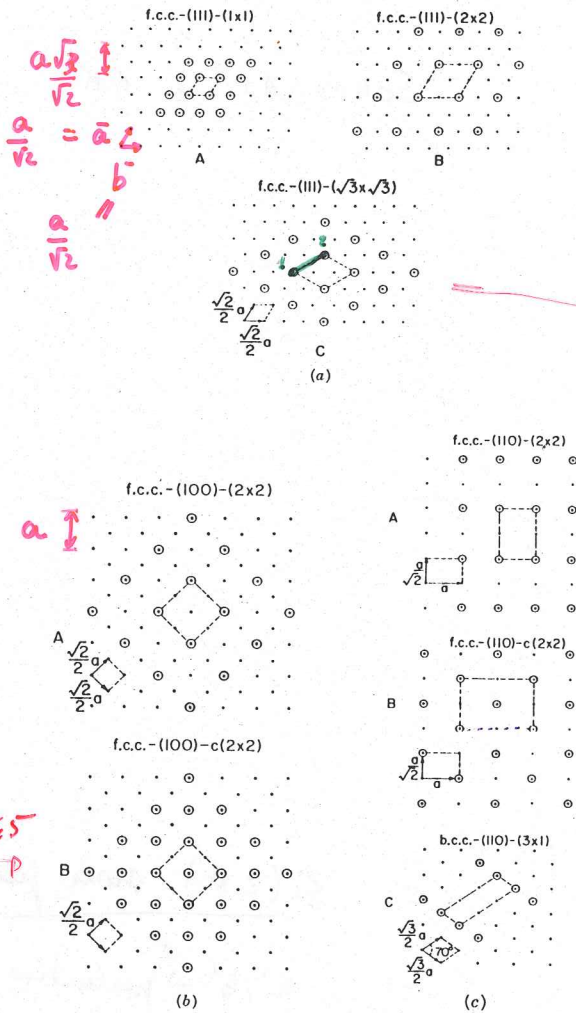 f.c.c.-(111)-(1x1)
f.c.c.-(111)-(2x2)
a√3
√2
a
√2
= ā
b̄
a
√2
A
B
f.c.c.-(111)-(√3x√3)
√2
2
a
√2
2
a
C
(a)
f.c.c.-(100)-(2x2)
a
A
√2
2
a
√2
2
a
f.c.c.-(100)-c(2x2)
B
√2
2
a
(b)
f.c.c.-(110)-(2x2)
A
a
√2
a
f.c.c.-(110)-c(2x2)
B
a
√2
a
b.c.c.-(110)-(3x1)
C
√3
2
a
70°
√3
2
a
(c)